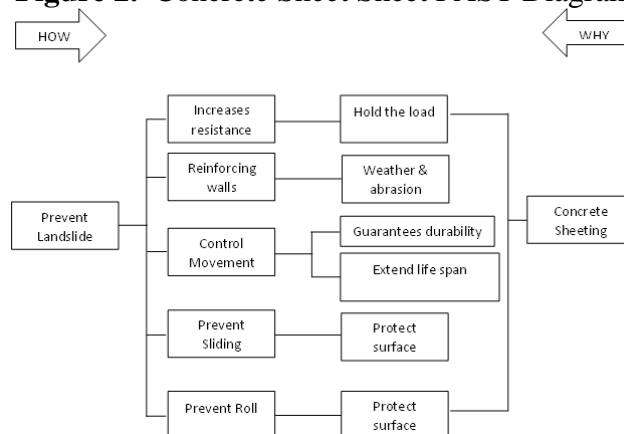 Figure 2. Concrete Sheet Sheet FAST Diagram
HOW
WHY
Increases
resistance
Hold the load
Reinforcing
walls
Weather &
abrasion
Prevent
Landslide
Control
Movement
Guarantees durability
Extend life span
Concrete
Sheeting
Prevent
Sliding
Protect
surface
Prevent Roll
Protect
surface